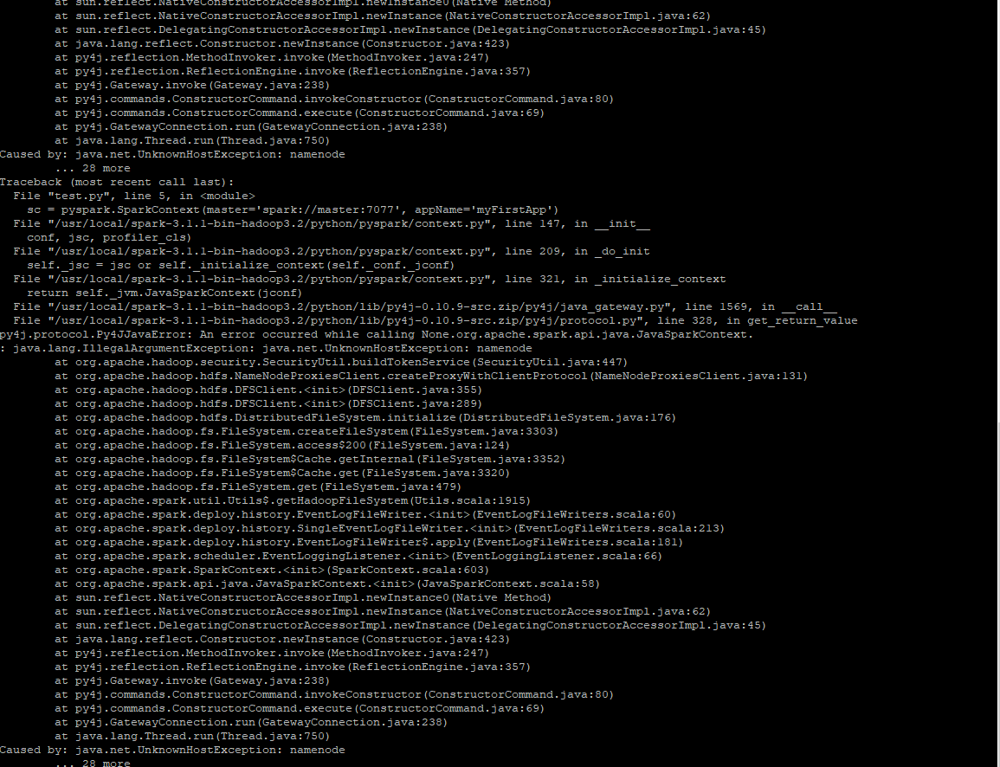 at sun.reflect.NativeConstructorAccessorImpl.newInstance0(Native Method)
at sun.reflect.NativeConstructorAccessorImpl.newInstance(NativeConstructorAccessorImpl.java:62)
at sun.reflect.DelegatingConstructorAccessorImpl.newInstance(DelegatingConstructorAccessorImpl.java:45)
at java.lang.reflect.Constructor.newInstance(Constructor.java:423)
at py4j.reflection.MethodInvoker.invoke(MethodInvoker.java:247)
at py4j.reflection.ReflectionEngine.invoke(ReflectionEngine.java:357)
at py4j.Gateway.invoke(Gateway.java:238)
at py4j.commands.ConstructorCommand.invokeConstructor(ConstructorCommand.java:80)
at py4j.commands.ConstructorCommand.execute(ConstructorCommand.java:69)
at py4j.GatewayConnection.run(GatewayConnection.java:238)
at java.lang.Thread.run(Thread.java:750)
Caused by: java.net.UnknownHostException: namenode
... 28 more
Traceback (most recent call last):
File "test.py", line 5, in <module>
sc = pyspark.SparkContext(master='spark://master:7077', appName='myFirstApp')
File "/usr/local/spark-3.1.1-bin-hadoop3.2/python/pyspark/context.py", line 147, in __init__
conf, jsc, profiler_cls)
File "/usr/local/spark-3.1.1-bin-hadoop3.2/python/pyspark/context.py", line 209, in _do_init
self._jsc = jsc or self._initialize_context(self._conf._jconf)
File "/usr/local/spark-3.1.1-bin-hadoop3.2/python/pyspark/context.py", line 321, in _initialize_context
return self._jvm.JavaSparkContext(jconf)
File "/usr/local/spark-3.1.1-bin-hadoop3.2/python/lib/py4j-0.10.9-src.zip/py4j/java_gateway.py", line 1569, in __call__
File "/usr/local/spark-3.1.1-bin-hadoop3.2/python/lib/py4j-0.10.9-src.zip/py4j/protocol.py", line 328, in get_return_value
py4j.protocol.Py4JJavaError: An error occurred while calling None.org.apache.spark.api.java.JavaSparkContext.
: java.lang.IllegalArgumentException: java.net.UnknownHostException: namenode
at org.apache.hadoop.security.SecurityUtil.buildTokenService(SecurityUtil.java:447)
at org.apache.hadoop.hdfs.NameNodeProxiesClient.createProxyWithClientProtocol(NameNodeProxiesClient.java:131)
at org.apache.hadoop.hdfs.DFSClient.<init>(DFSClient.java:355)
at org.apache.hadoop.hdfs.DFSClient.<init>(DFSClient.java:289)
at org.apache.hadoop.hdfs.DistributedFileSystem.initialize(DistributedFileSystem.java:176)
at org.apache.hadoop.fs.FileSystem.createFileSystem(FileSystem.java:3303)
at org.apache.hadoop.fs.FileSystem.access$200(FileSystem.java:124)
at org.apache.hadoop.fs.FileSystem$Cache.getInternal(FileSystem.java:3352)
at org.apache.hadoop.fs.FileSystem$Cache.get(FileSystem.java:3320)
at org.apache.hadoop.fs.FileSystem.get(FileSystem.java:479)
at org.apache.spark.util.Utils$.getHadoopFileSystem(Utils.scala:1915)
at org.apache.spark.deploy.history.EventLogFileWriter.<init>(EventLogFileWriters.scala:60)
at org.apache.spark.deploy.history.SingleEventLogFileWriter.<init>(EventLogFileWriters.scala:213)
at org.apache.spark.deploy.history.EventLogFileWriter$.apply(EventLogFileWriters.scala:181)
at org.apache.spark.scheduler.EventLoggingListener.<init>(EventLoggingListener.scala:66)
at org.apache.spark.SparkContext.<init>(SparkContext.scala:603)
at org.apache.spark.api.java.JavaSparkContext.<init>(JavaSparkContext.scala:58)
at sun.reflect.NativeConstructorAccessorImpl.newInstance0(Native Method)
at sun.reflect.NativeConstructorAccessorImpl.newInstance(NativeConstructorAccessorImpl.java:62)
at sun.reflect.DelegatingConstructorAccessorImpl.newInstance(DelegatingConstructorAccessorImpl.java:45)
at java.lang.reflect.Constructor.newInstance(Constructor.java:423)
at py4j.reflection.MethodInvoker.invoke(MethodInvoker.java:247)
at py4j.reflection.ReflectionEngine.invoke(ReflectionEngine.java:357)
at py4j.Gateway.invoke(Gateway.java:238)
at py4j.commands.ConstructorCommand.invokeConstructor(ConstructorCommand.java:80)
at py4j.commands.ConstructorCommand.execute(ConstructorCommand.java:69)
at py4j.GatewayConnection.run(GatewayConnection.java:238)
at java.lang.Thread.run(Thread.java:750)
Caused by: java.net.UnknownHostException: namenode
... 28 more